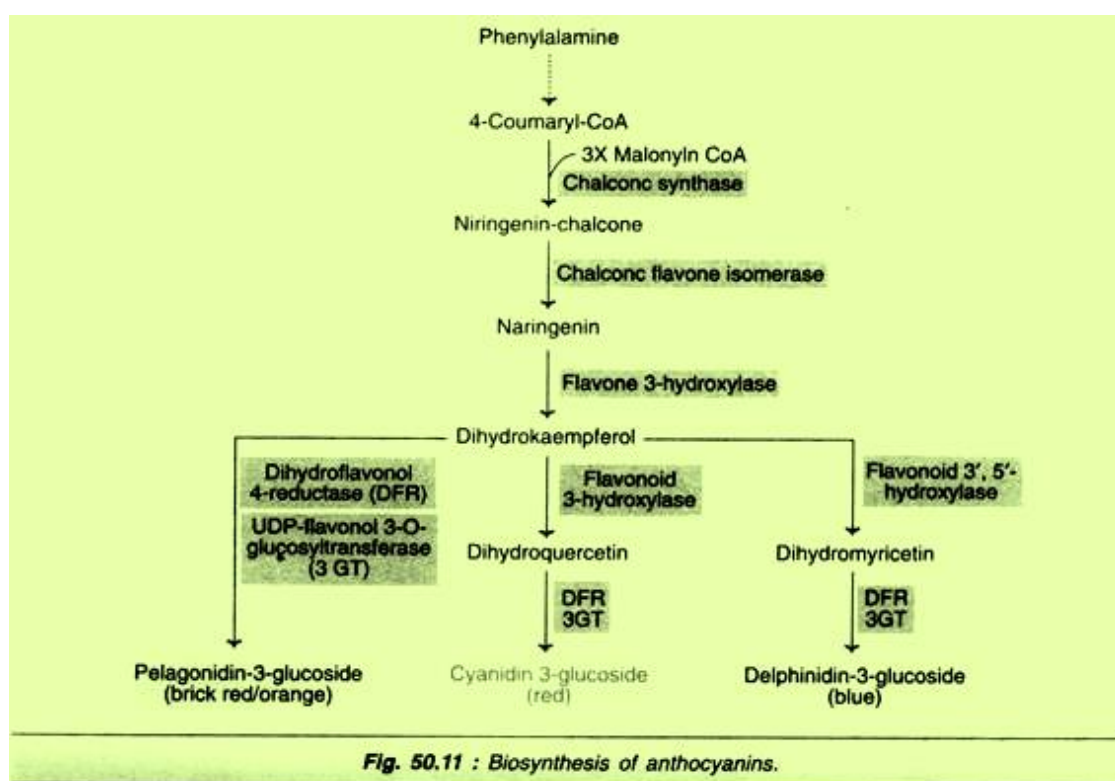 Phenylalamine
4-Coumaryl-CoA
3X Malonyln CoA
Chalconc synthase
Niringenin-chalcone
Chalconc flavone isomerase
Naringenin
Flavone 3-hydroxylase
Dihydrokaempferol
Dihydroflavonol
4-reductase (DFR)
UDP-flavonol 3-O-
glucosyltransferase
(3 GT)
Flavonoid
3-hydroxylase
Flavonoid 3′, 5′-
hydroxylase
Dihydroquercetin
Dihydromyricetin
DFR
3GT
DFR
3GT
Pelagonidin-3-glucoside
(brick red/orange)
Cyanidin 3-glucoside
(red)
Delphinidin-3-glucoside
(blue)
Fig. 50.11 : Biosynthesis of anthocyanins.